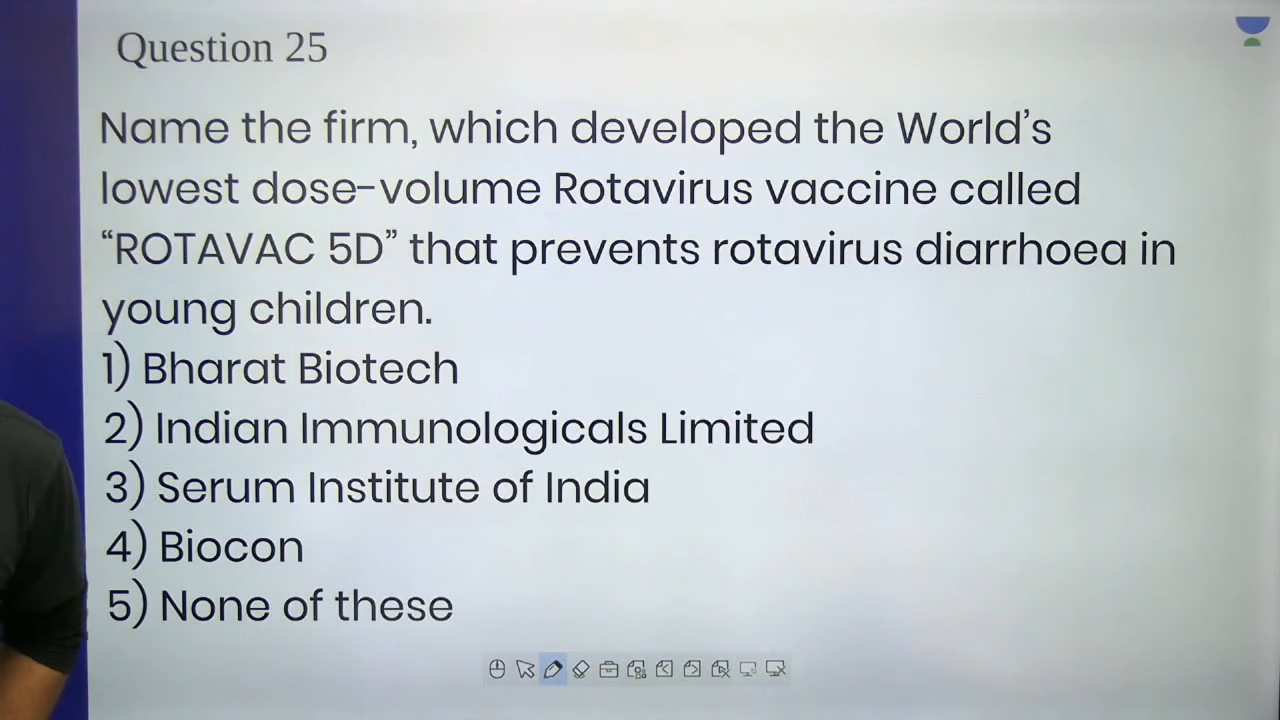 Question 25
Name the firm, which developed the World's
lowest dose-volume Rotavirus vaccine called
“ROTAVAC 5D” that prevents rotavirus diarrhoea in
young children.
1) Bharat Biotech
2) Indian Immunologicals Limited
3) Serum Institute of India
4) Biocon
5) None of these